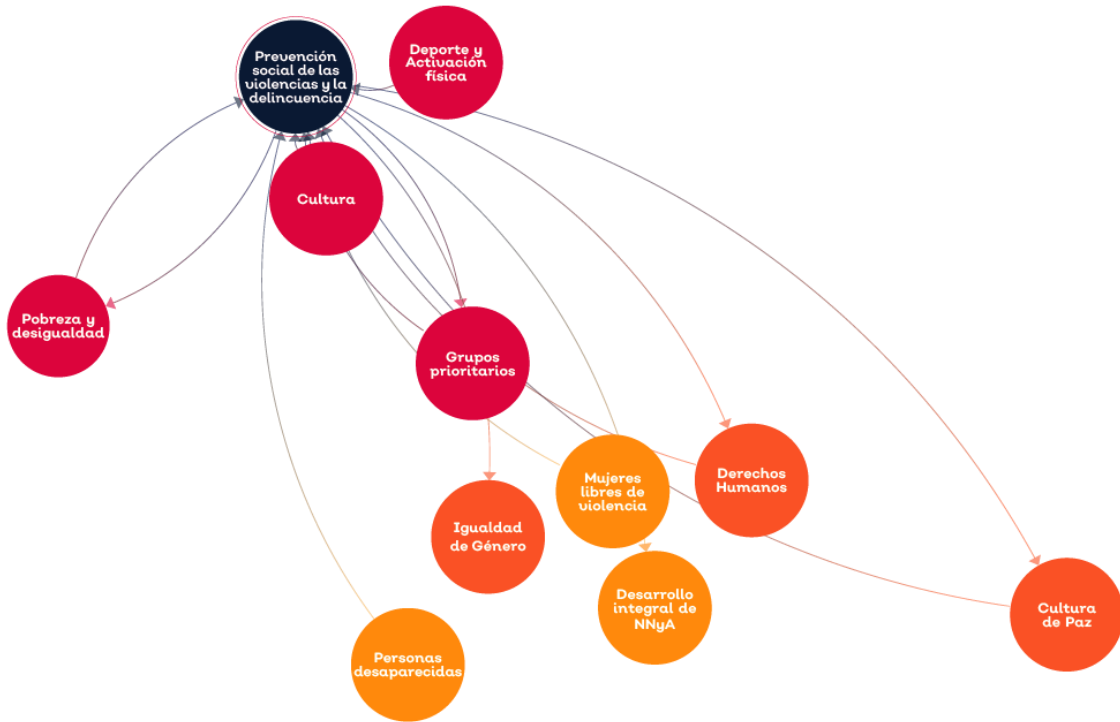 Prevención
social de las
violencias y la
delincuencia
Deporte y
Activación
física
Cultura
Pobreza y
desigualdad
Grupos
prioritarios
Mujeres
libres de
violencia
Derechos
Humanos
Igualdad
de Género
Desarrollo
integral de
NNyA
Cultura
de Paz
Personas
desaparecidas